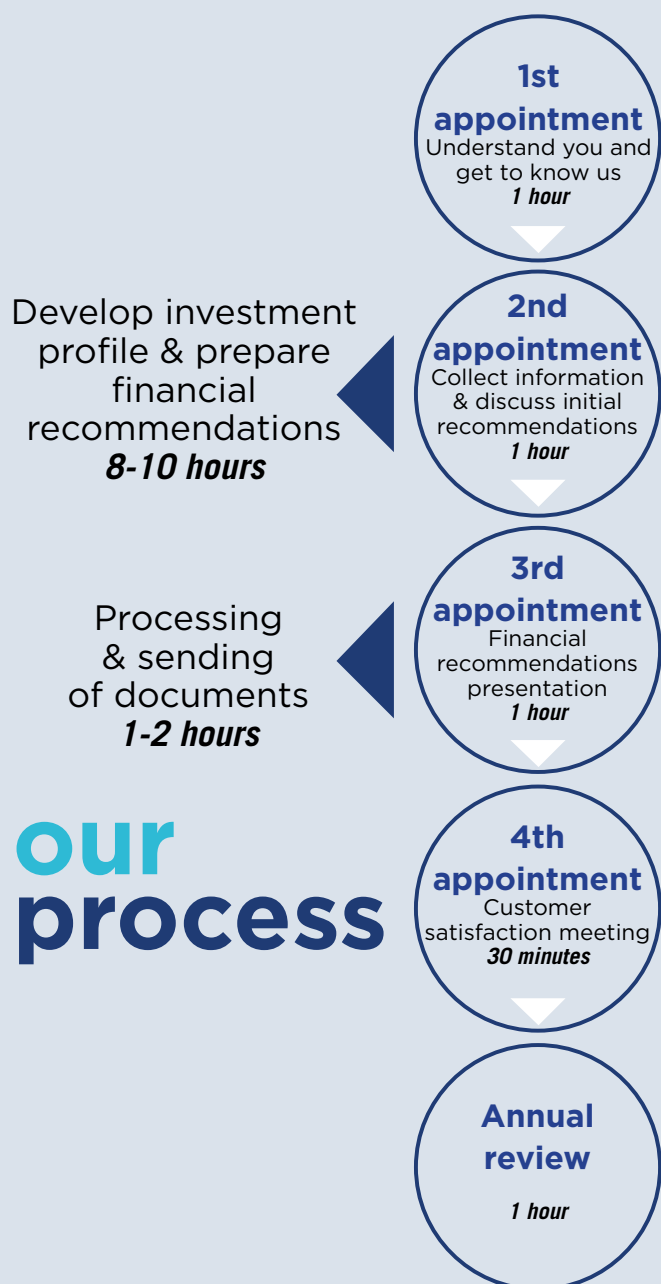 1st
appointment
Understand you and
get to know us
1 hour
2nd
appointment
Collect information
& discuss initial
recommendations
1 hour
Develop investment
profile & prepare
financial
recommendations
8-10 hours
3rd
appointment
Financial
recommendations
presentation
1 hour
Processing
& sending
of documents
1-2 hours
our
process
4th
appointment
Customer
satisfaction meeting
30 minutes
Annual
review
1 hour